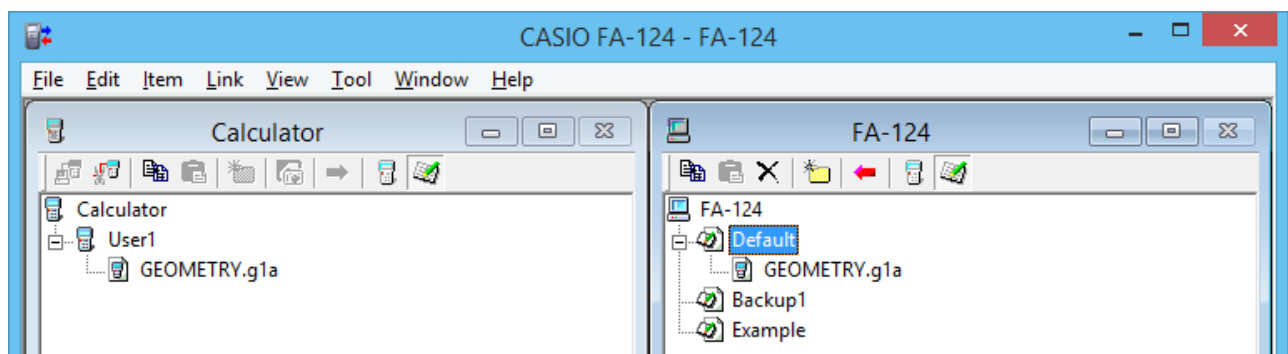 CASIO FA-124 - FA-124
File Edit Item Link View Tool Window Help
Calculator
Calculator
User1
GEOMETRY.g1a
FA-124
FA-124
Default
GEOMETRY.g1a
Backup1
Example